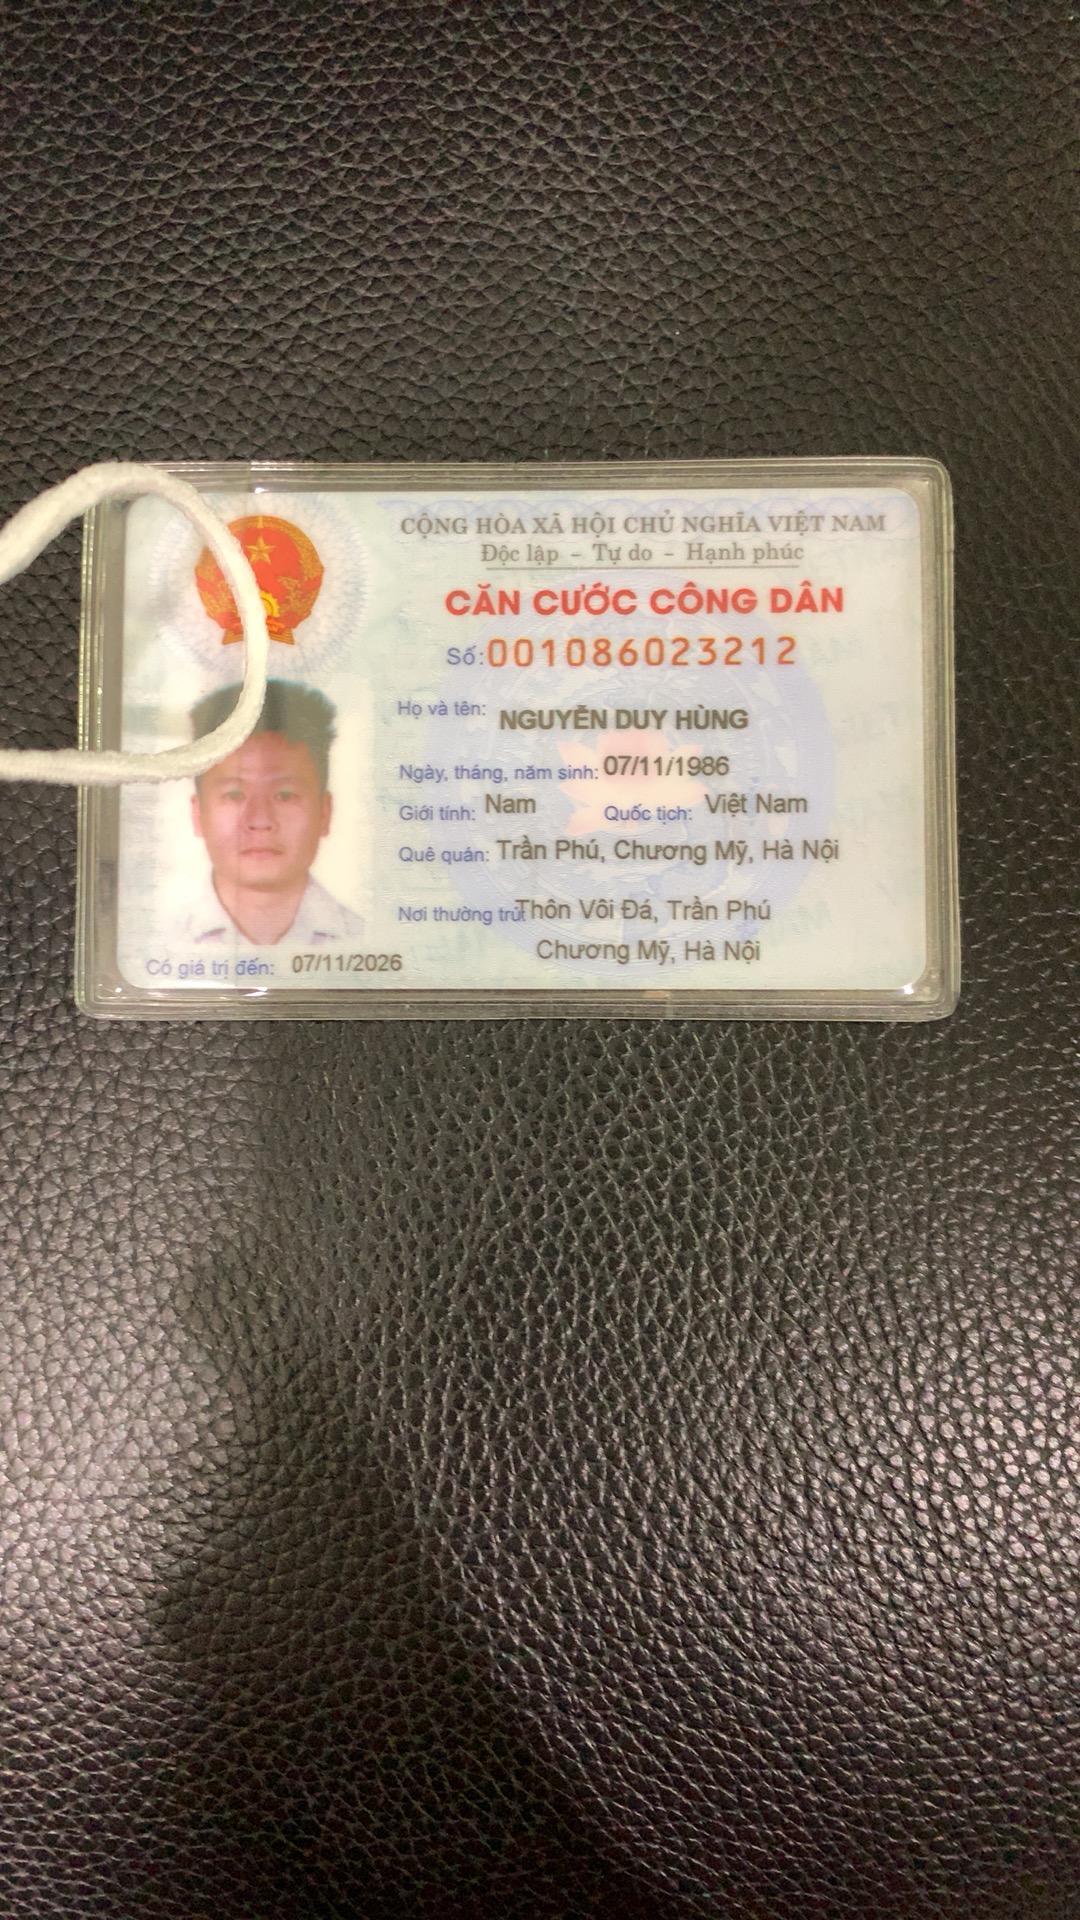 CỘNG HÒA XÃ HỘI CHỦ NGHĨA VIỆT NAM
Độc lập - Tự do - Hạnh phúc
CĂN CƯỚC CÔNG DÂN
Số: 001086023212
Họ và tên: NGUYỄN DUY HÙNG
Ngày, tháng, năm sinh: 07/11/1986
Giới tính: Nam Quốc tịch: Việt Nam
Quê quán: Trần Phú, Chương Mỹ, Hà Nội
Nơi thường trú: Thôn Vôi Đá, Trần Phú
Chương Mỹ, Hà Nội
Có giá trị đến: 07/11/2026